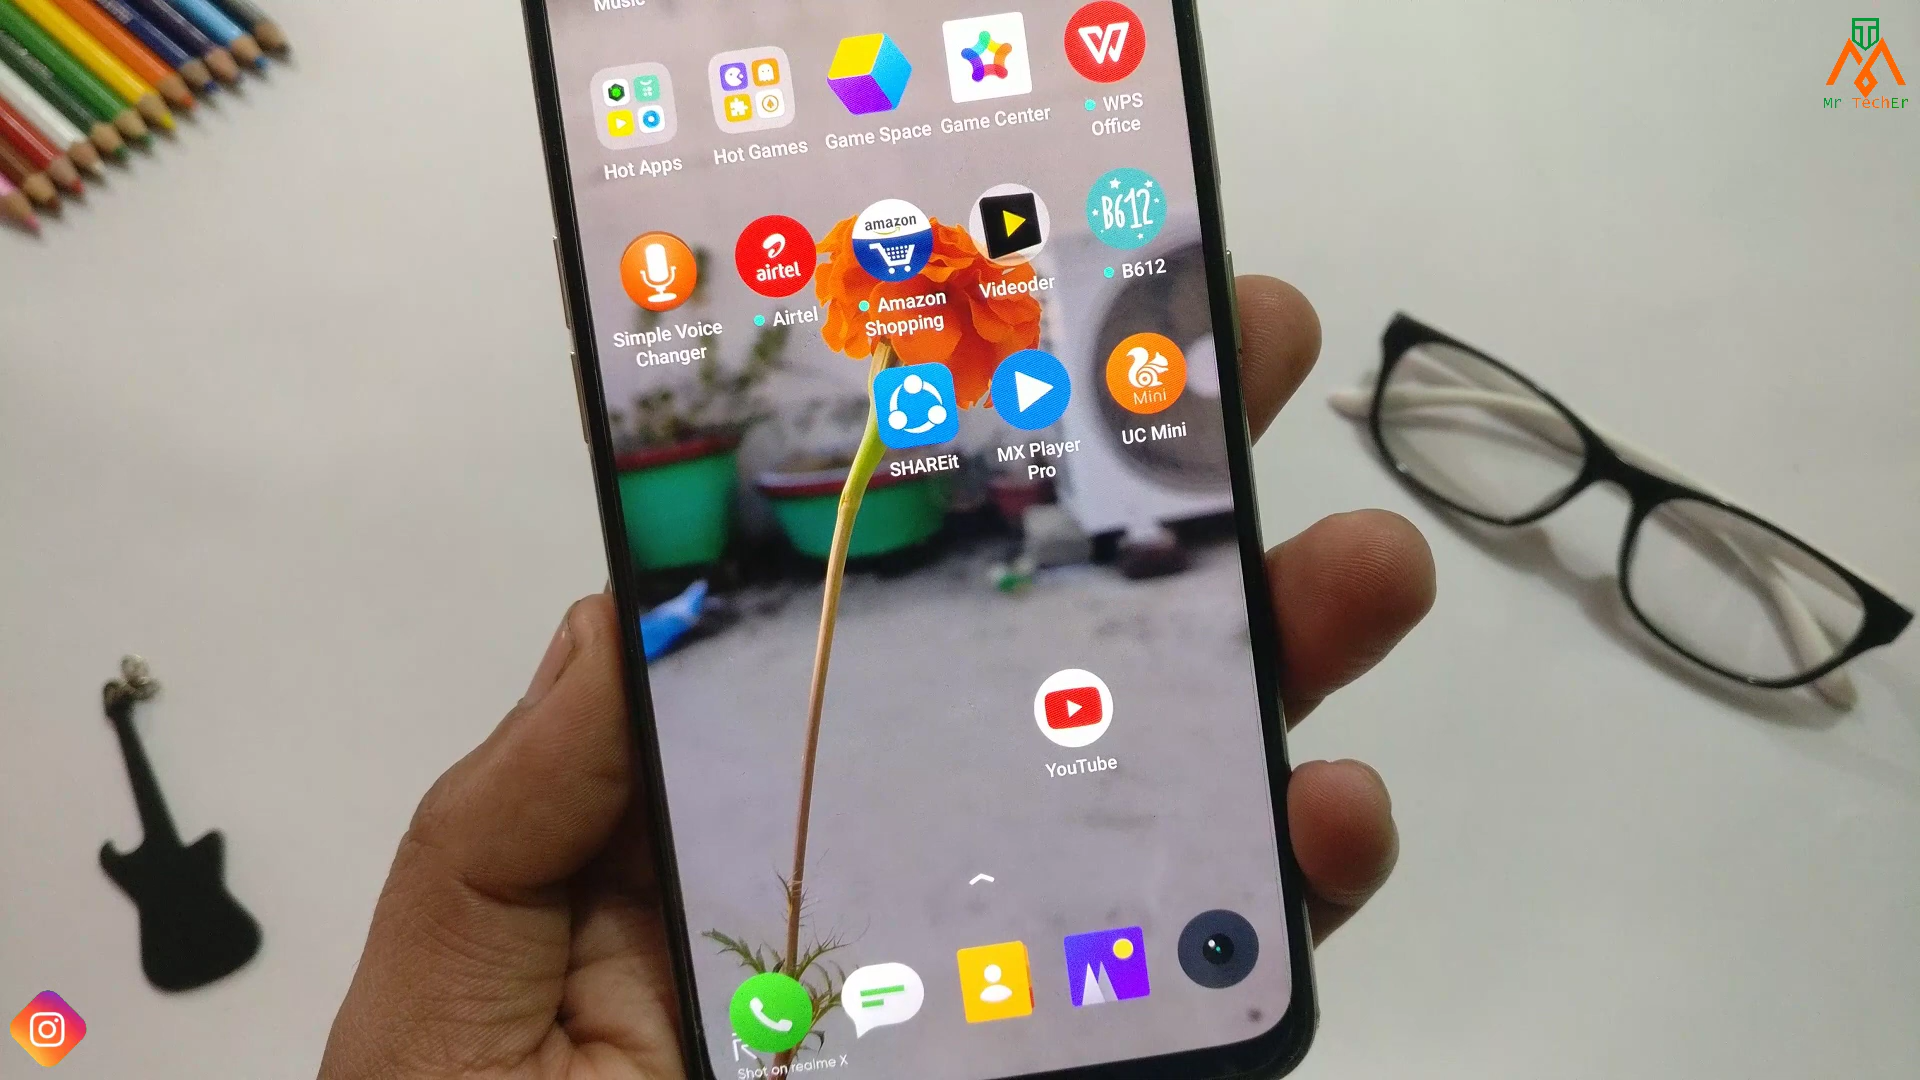 Music
Hot Apps
Hot Games
Game Space
Game Center
WPS
Office
Mr TechEr
amazon
airtel
B612
Simple Voice
Changer
Airtel
Amazon
Shopping
Videoder
B612
Mini
SHAREit
MX Player
Pro
UC Mini
YouTube
Shot on realme X